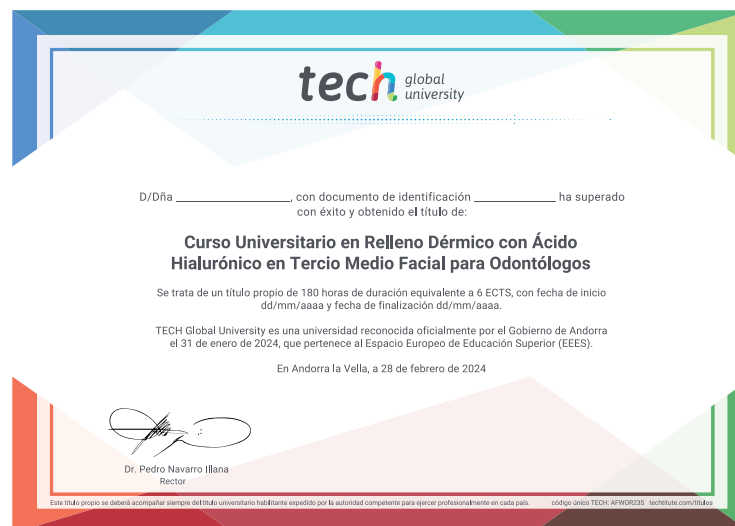 tech global
university
D/Dña ____________________, con documento de identificación ______________ ha superado
con éxito y obtenido el título de:
Curso Universitario en Relleno Dérmico con Ácido
Hialurónico en Tercio Medio Facial para Odontólogos
Se trata de un título propio de 180 horas de duración equivalente a 6 ECTS, con fecha de inicio
dd/mm/aaaa y fecha de finalización dd/mm/aaaa.
TECH Global University es una universidad reconocida oficialmente por el Gobierno de Andorra
el 31 de enero de 2024, que pertenece al Espacio Europeo de Educación Superior (EEES).
En Andorra la Vella, a 28 de febrero de 2024
Dr. Pedro Navarro Illana
Rector
Este título propio se deberá acompañar siempre del título universitario habilitante expedido por la autoridad competente para ejercer profesionalmente en cada país. código único TECH: AFWOR23S techtitute.com/titulos